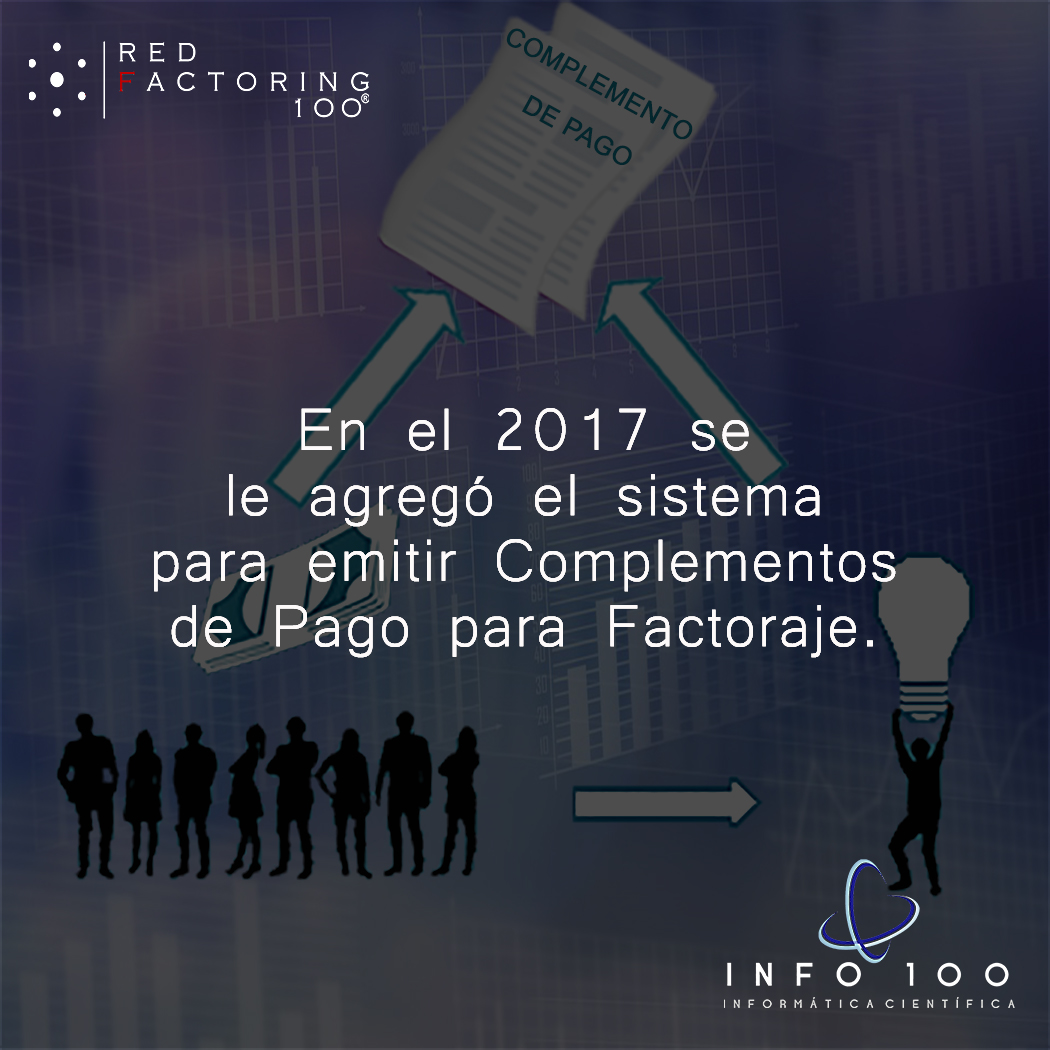 RED
FACTORING
100®
COMPLEMENTO
DE PAGO
En el 2017 se
le agregó el sistema
para emitir Complementos
de Pago para Factoraje.
INFO 100
INFORMÁTICA CIENTÍFICA